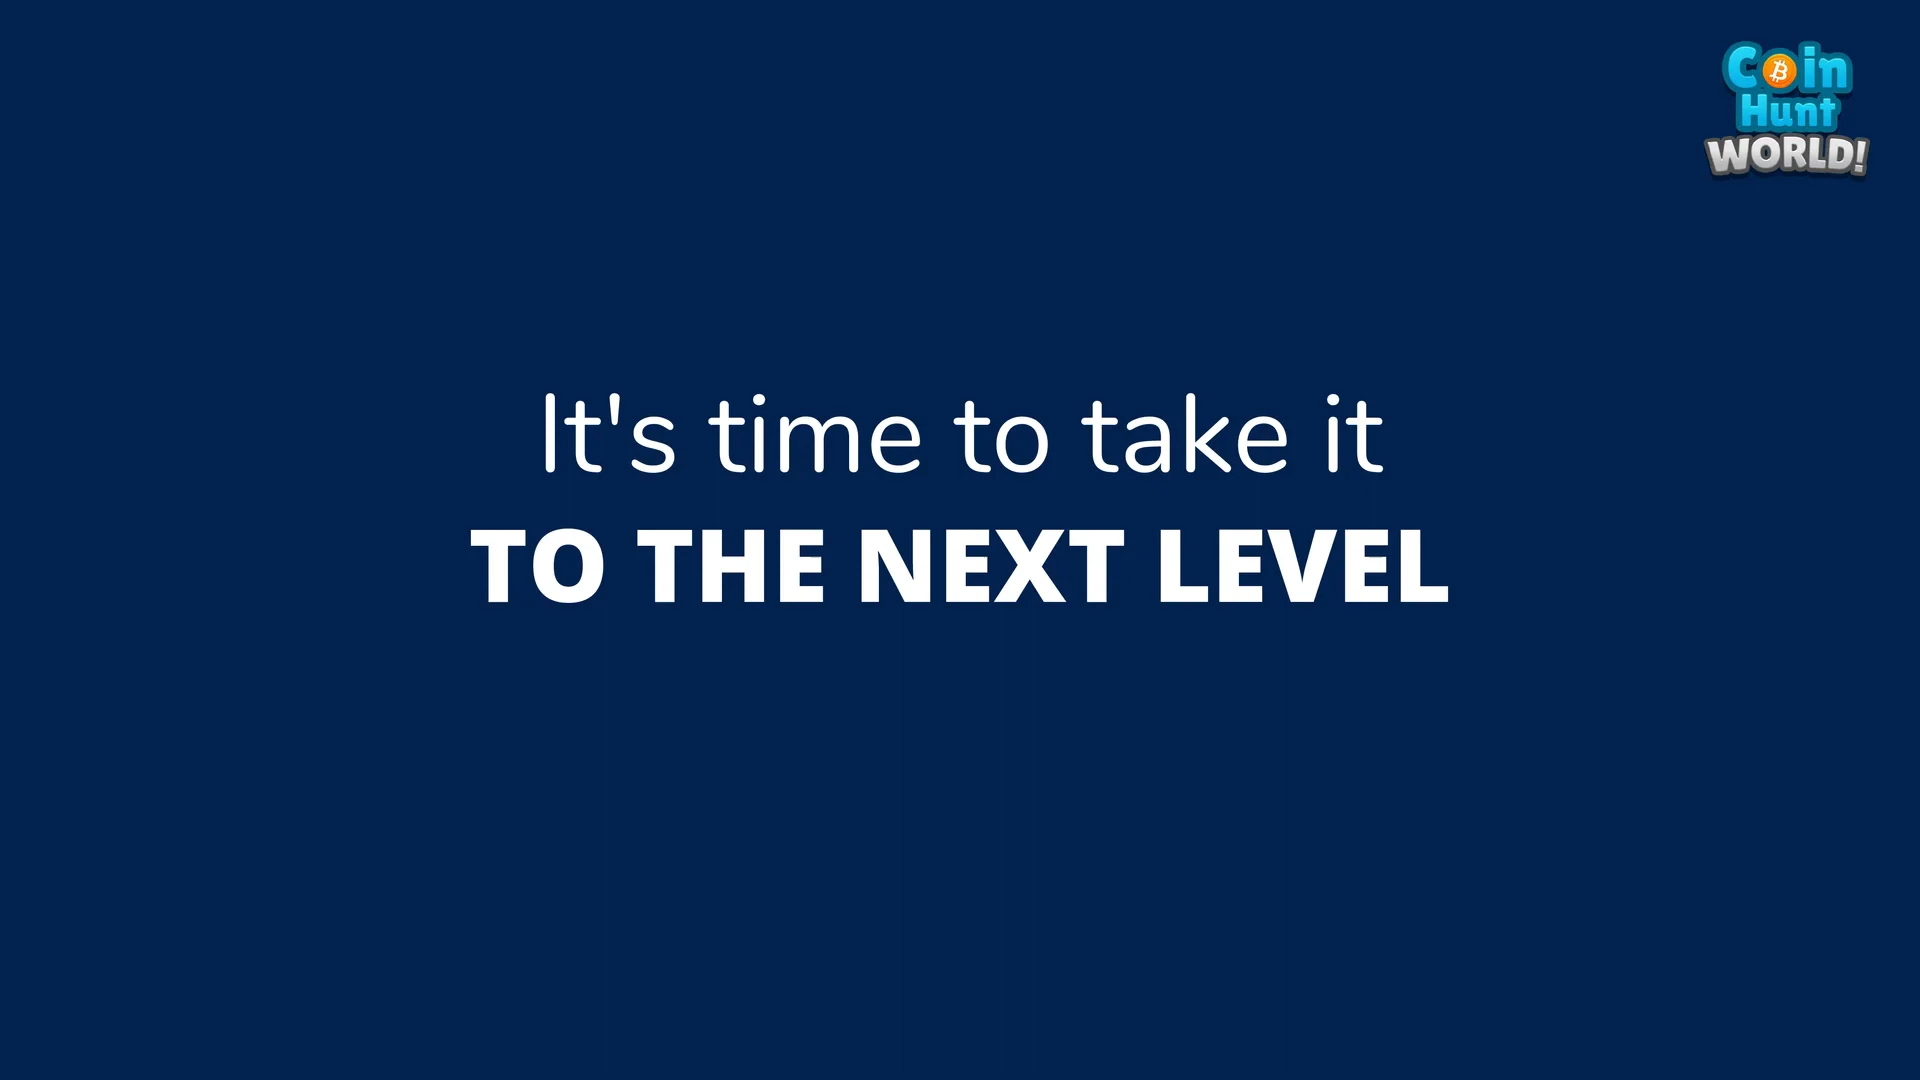 Coin
Hunt
WORLD!
It's time to take it
TO THE NEXT LEVEL